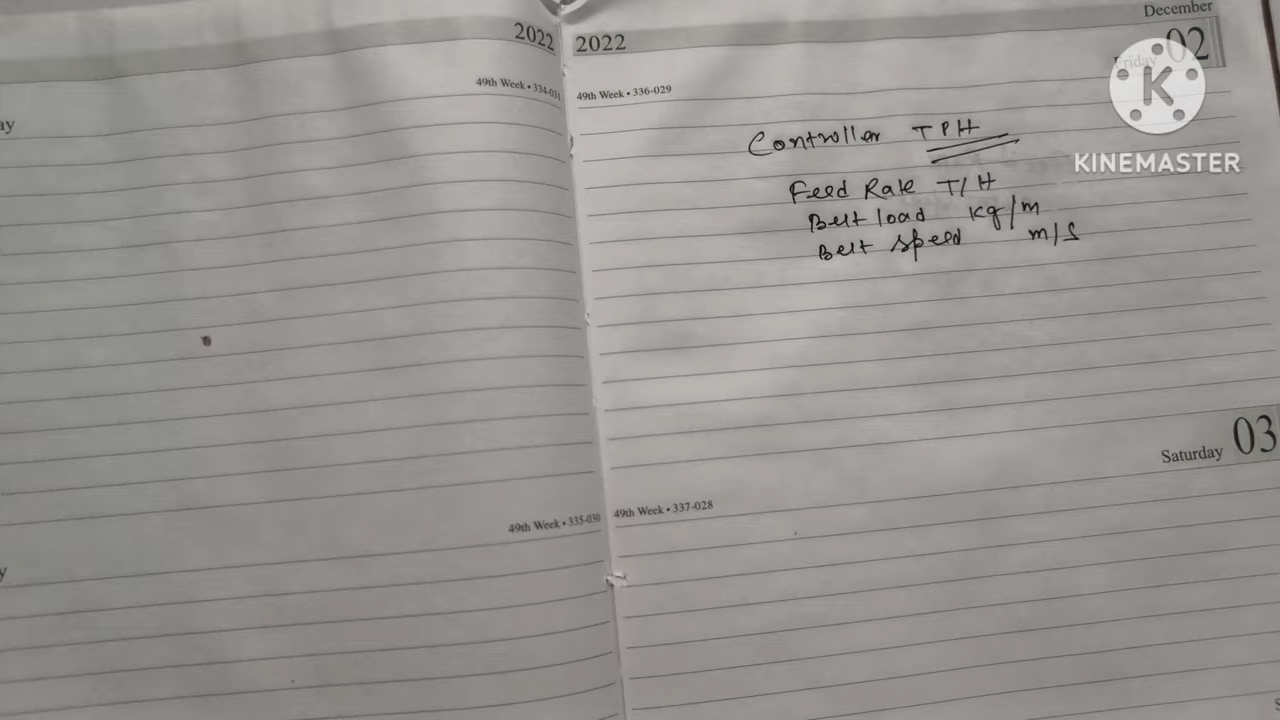 December
2022
2022
Friday 02
49th Week • 334-031
49th Week • 336-029
ay
KINEMASTER
Controller TPH
Feed Rate T/H
Belt load kg/m
Belt speed m/s
Saturday 03
49th Week • 335-030
49th Week • 337-028
y